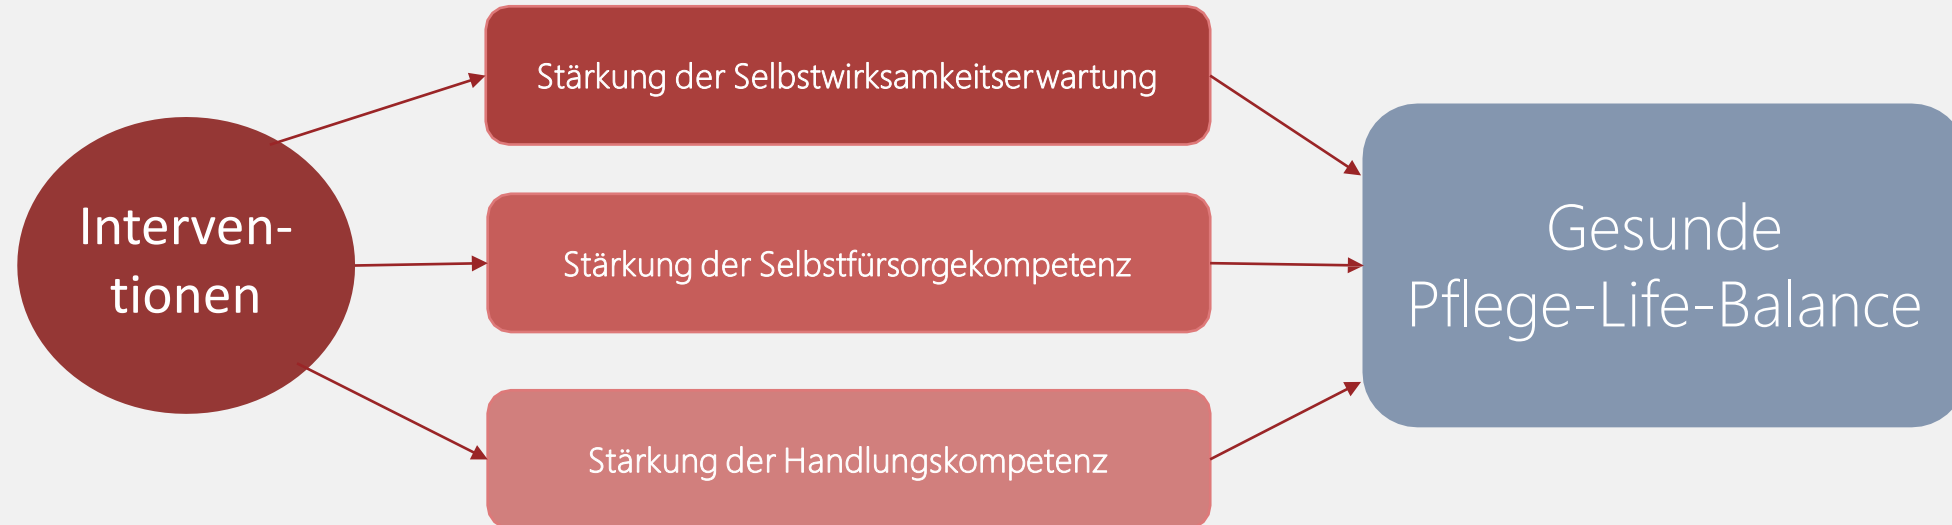 Stärkung der Selbstwirksamkeitserwartung
Interven-
tionen
Stärkung der Selbstfürsorgekompetenz
Stärkung der Handlungskompetenz
Gesunde
Pflege-Life-Balance